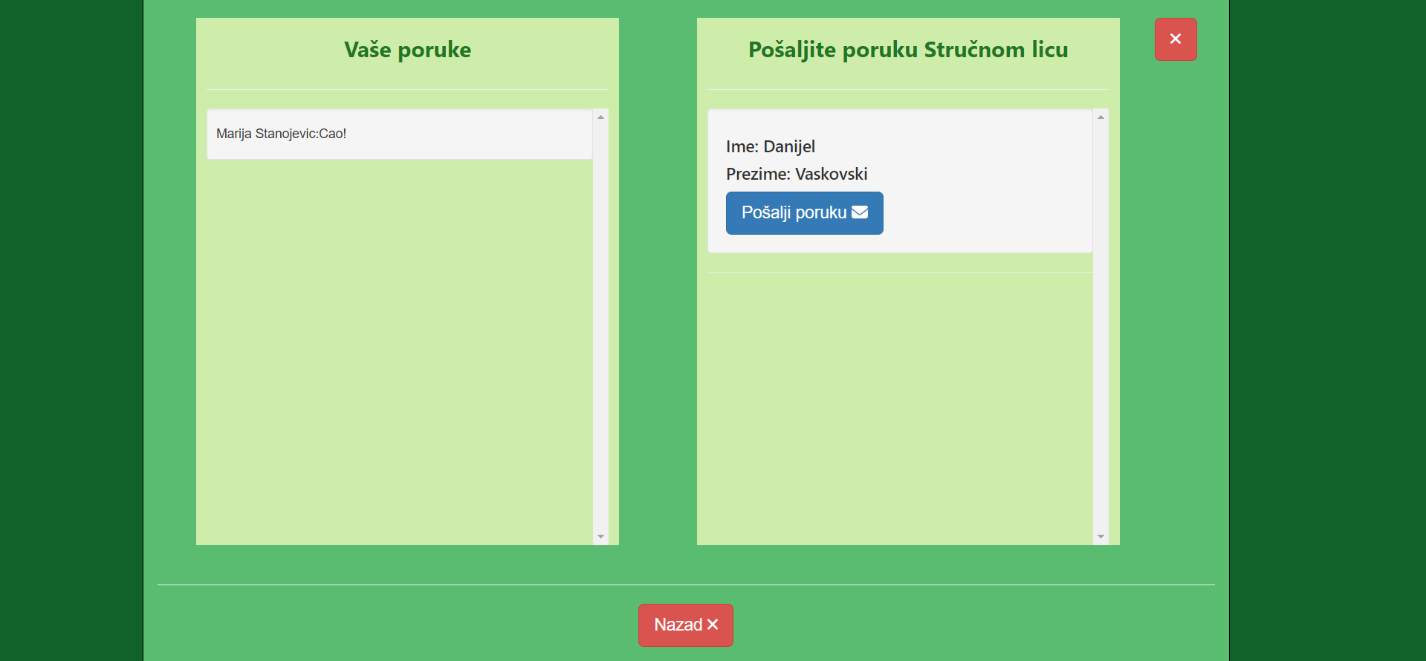 Vaše poruke
Marija Stanojevic:Cao!
Pošaljite poruku Stručnom licu
Ime: Danijel
Prezime: Vaskovski
Pošalji poruku
Nazad